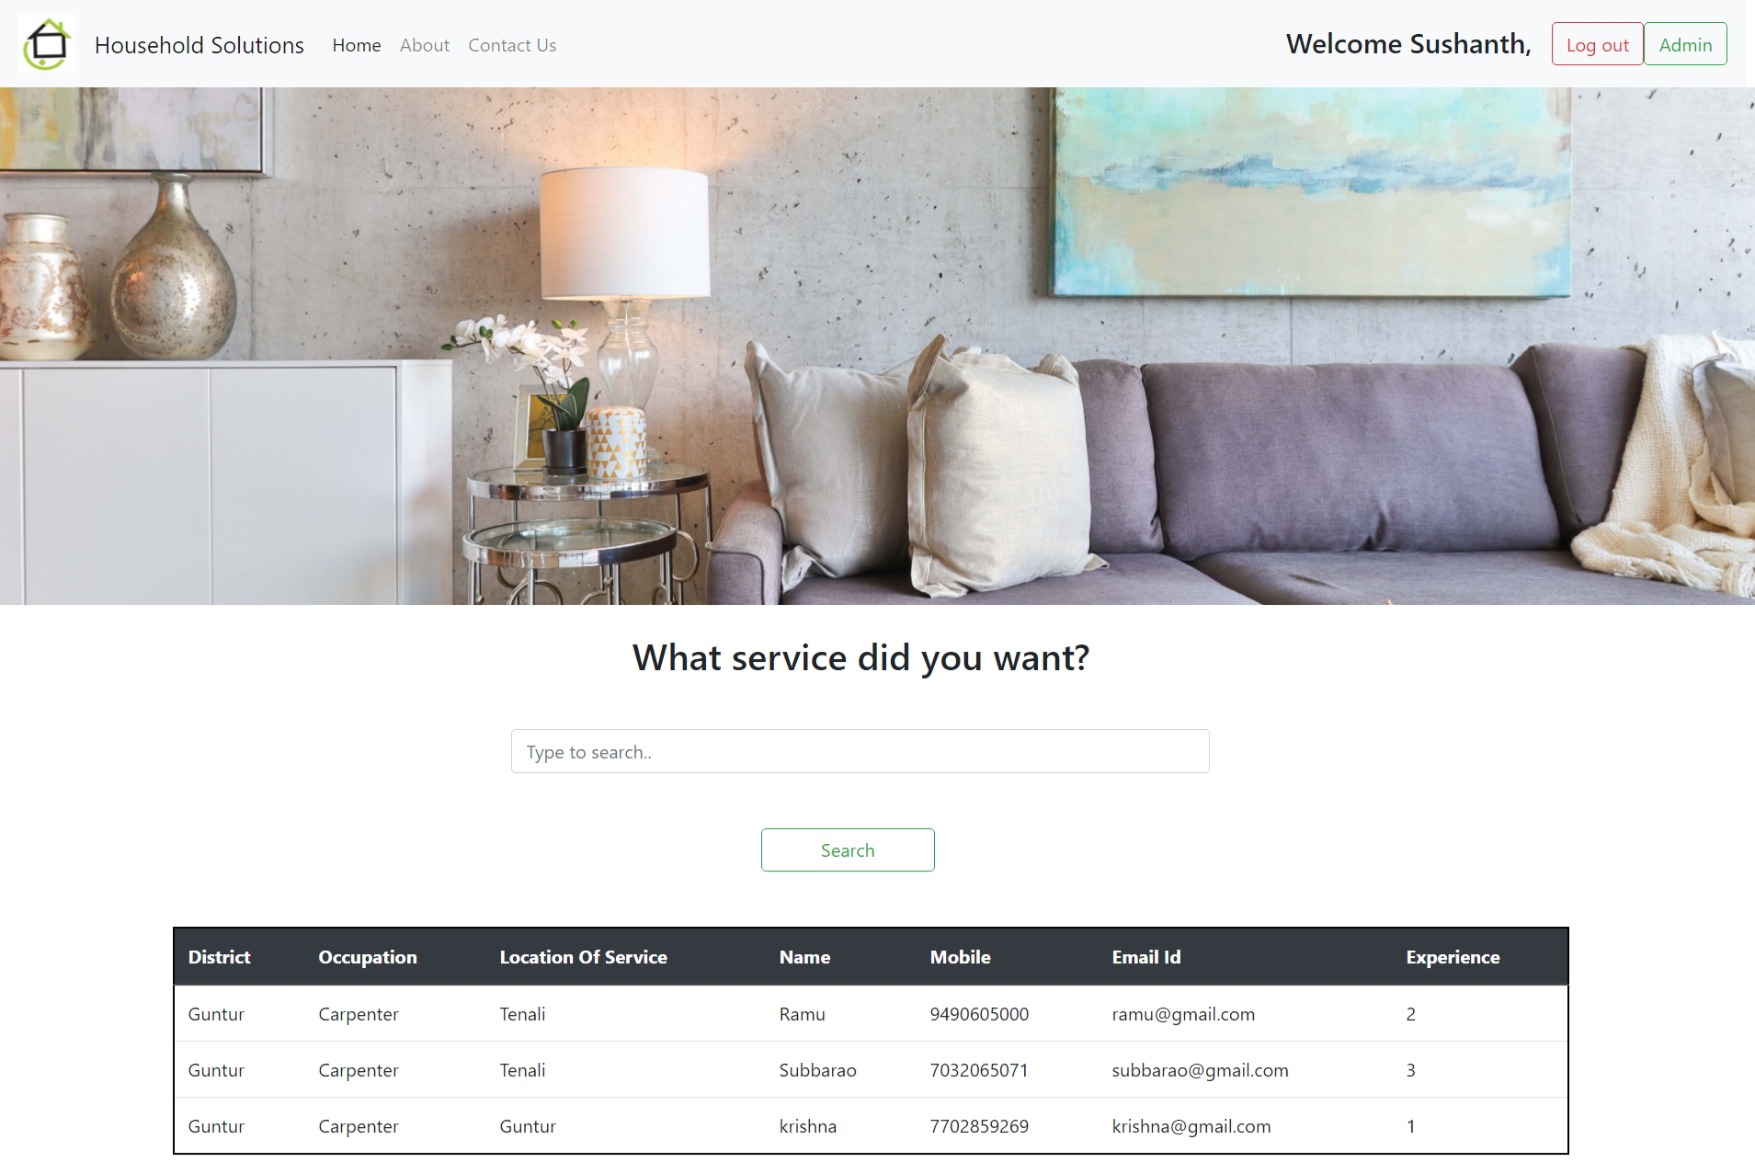 Household Solutions Home About Contact Us Welcome Sushanth, Log out Admin
What service did you want?
Type to search..
Search
District Occupation Location Of Service Name Mobile Email Id Experience
Guntur Carpenter Tenali Ramu 9490605000 ramu@gmail.com 2
Guntur Carpenter Tenali Subbarao 7032065071 subbarao@gmail.com 3
Guntur Carpenter Guntur krishna 7702859269 krishna@gmail.com 1